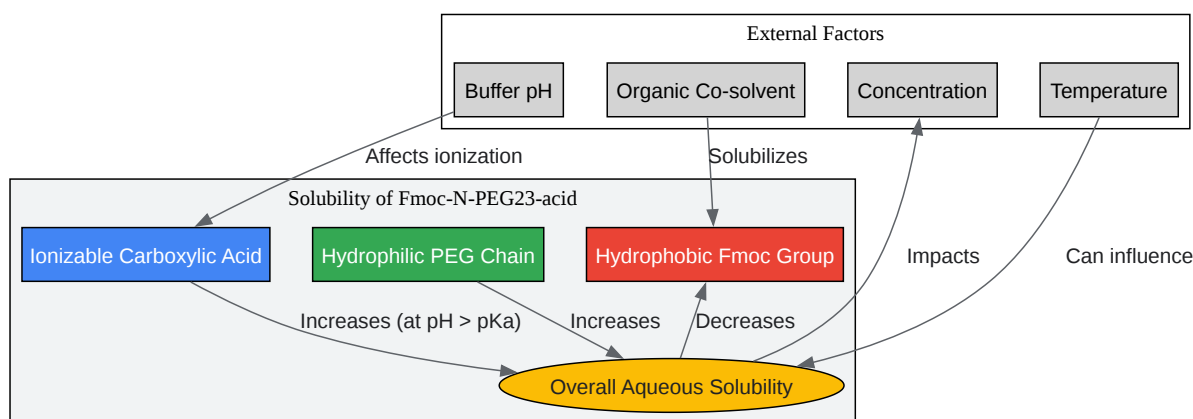 External Factors
Buffer pH
Organic Co-solvent
Concentration
Temperature
Affects ionization
Solubilizes
Solubility of Fmoc-N-PEG23-acid
Ionizable Carboxylic Acid
Hydrophilic PEG Chain
Hydrophobic Fmoc Group
Impacts
Can influence
Increases (at pH > pKa)
Increases
Decreases
Overall Aqueous Solubility